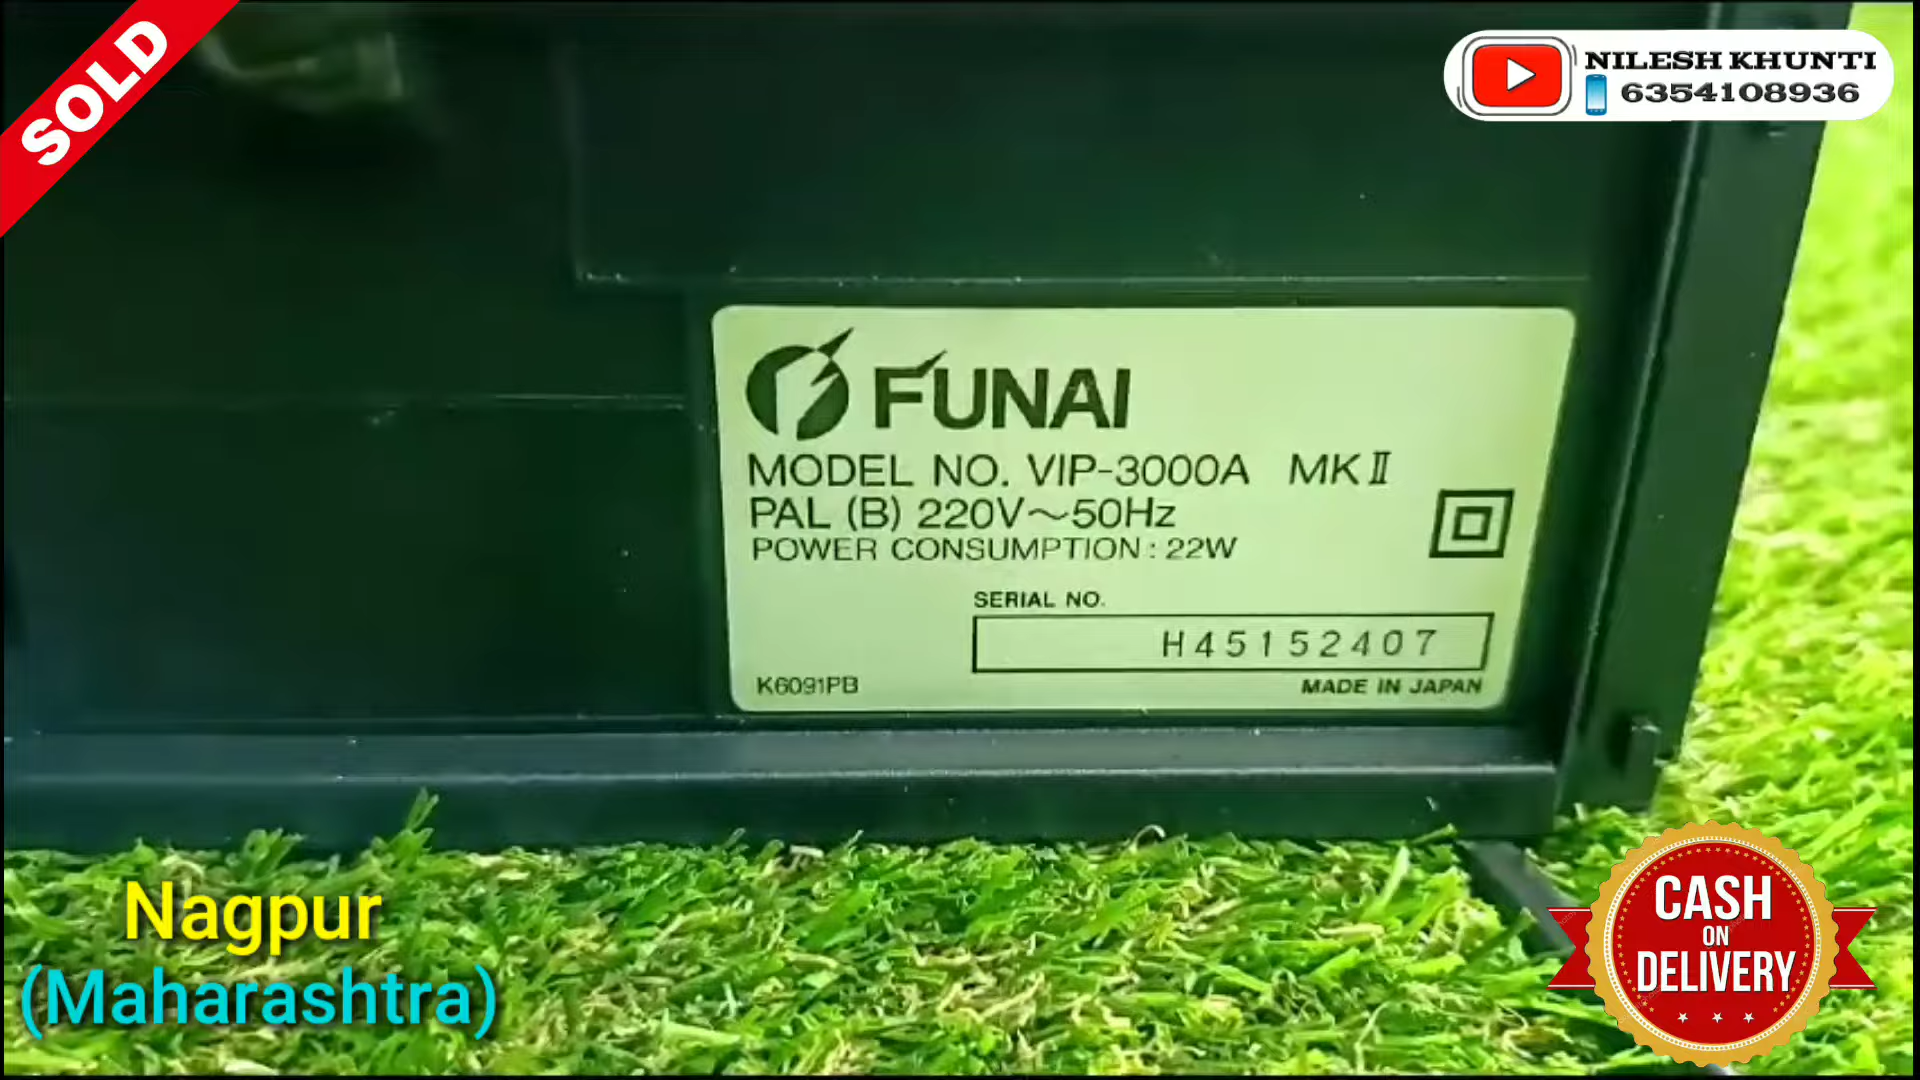 SOLD
NILESH KHUNTI
6354108936
FUNAI
MODEL NO. VIP-3000A MKⅡ
PAL (B) 220V~50Hz
POWER CONSUMPTION: 22W
SERIAL NO.
H45152407
K6091PB
MADE IN JAPAN
Nagpur
(Maharashtra)
CASH
ON
DELIVERY